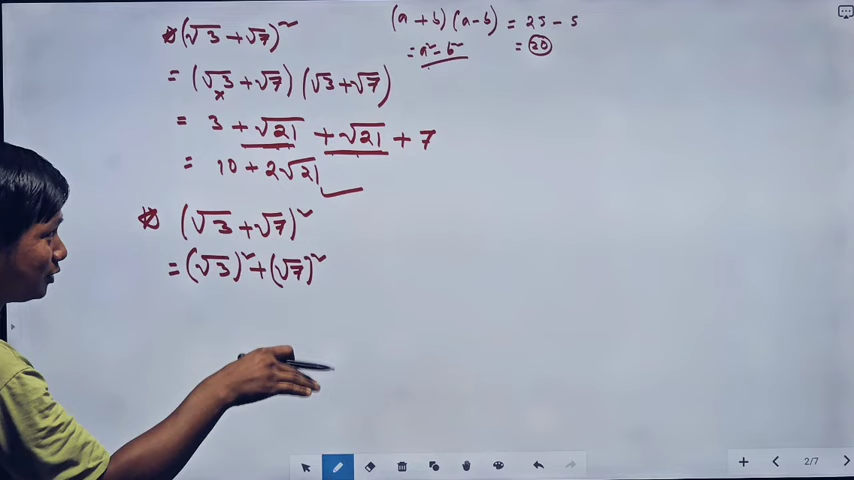 (√3 + √7)²
= (√3 + √7) (√3 + √7)
= 3 + √21 + √21 + 7
= 10 + 2√21
(√3 + √7)²
= (√3)² + (√7)²
(a + b) (a - b) = 25 - 5
= a² - b² = 20
2/7